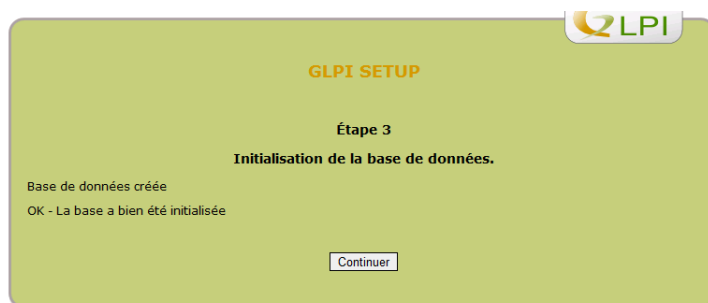 GLPI
GLPI SETUP
Étape 3
Initialisation de la base de données.
Base de données créée
OK - La base a bien été initialisée
Continuer